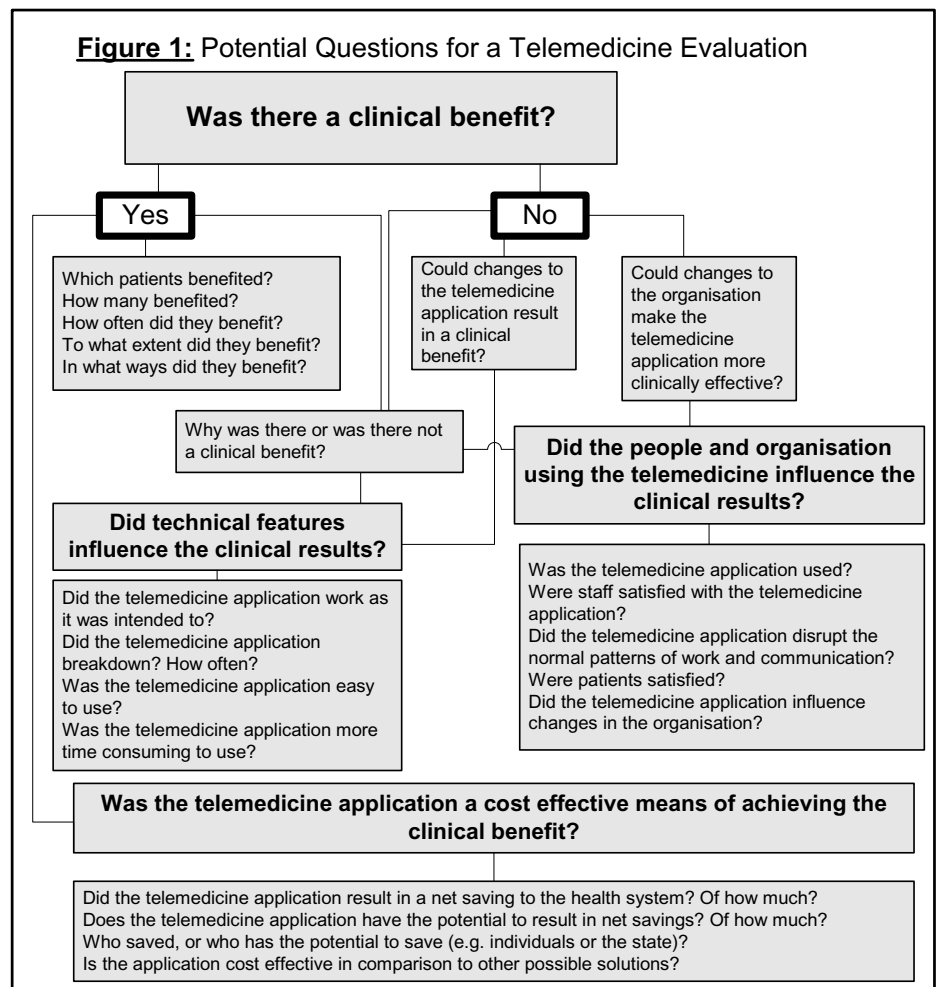 Figure 1: Potential Questions for a Telemedicine Evaluation
Was there a clinical benefit?
Yes
No
Which patients benefited?
How many benefited?
How often did they benefit?
To what extent did they benefit?
In what ways did they benefit?
Could changes to
the telemedicine
application result
in a clinical
benefit?
Could changes to
the organisation
make the
telemedicine
application more
clinically effective?
Why was there or was there not
a clinical benefit?
Did the people and organisation
using the telemedicine influence the
clinical results?
Did technical features
influence the clinical results?
Was the telemedicine application used?
Were staff satisfied with the telemedicine
application?
Did the telemedicine application disrupt the
normal patterns of work and communication?
Were patients satisfied?
Did the telemedicine application influence
changes in the organisation?
Did the telemedicine application work as
it was intended to?
Did the telemedicine application
breakdown? How often?
Was the telemedicine application easy
to use?
Was the telemedicine application more
time consuming to use?
Was the telemedicine application a cost effective means of achieving the
clinical benefit?
Did the telemedicine application result in a net saving to the health system? Of how much?
Does the telemedicine application have the potential to result in net savings? Of how much?
Who saved, or who has the potential to save (e.g. individuals or the state)?
Is the application cost effective in comparison to other possible solutions?